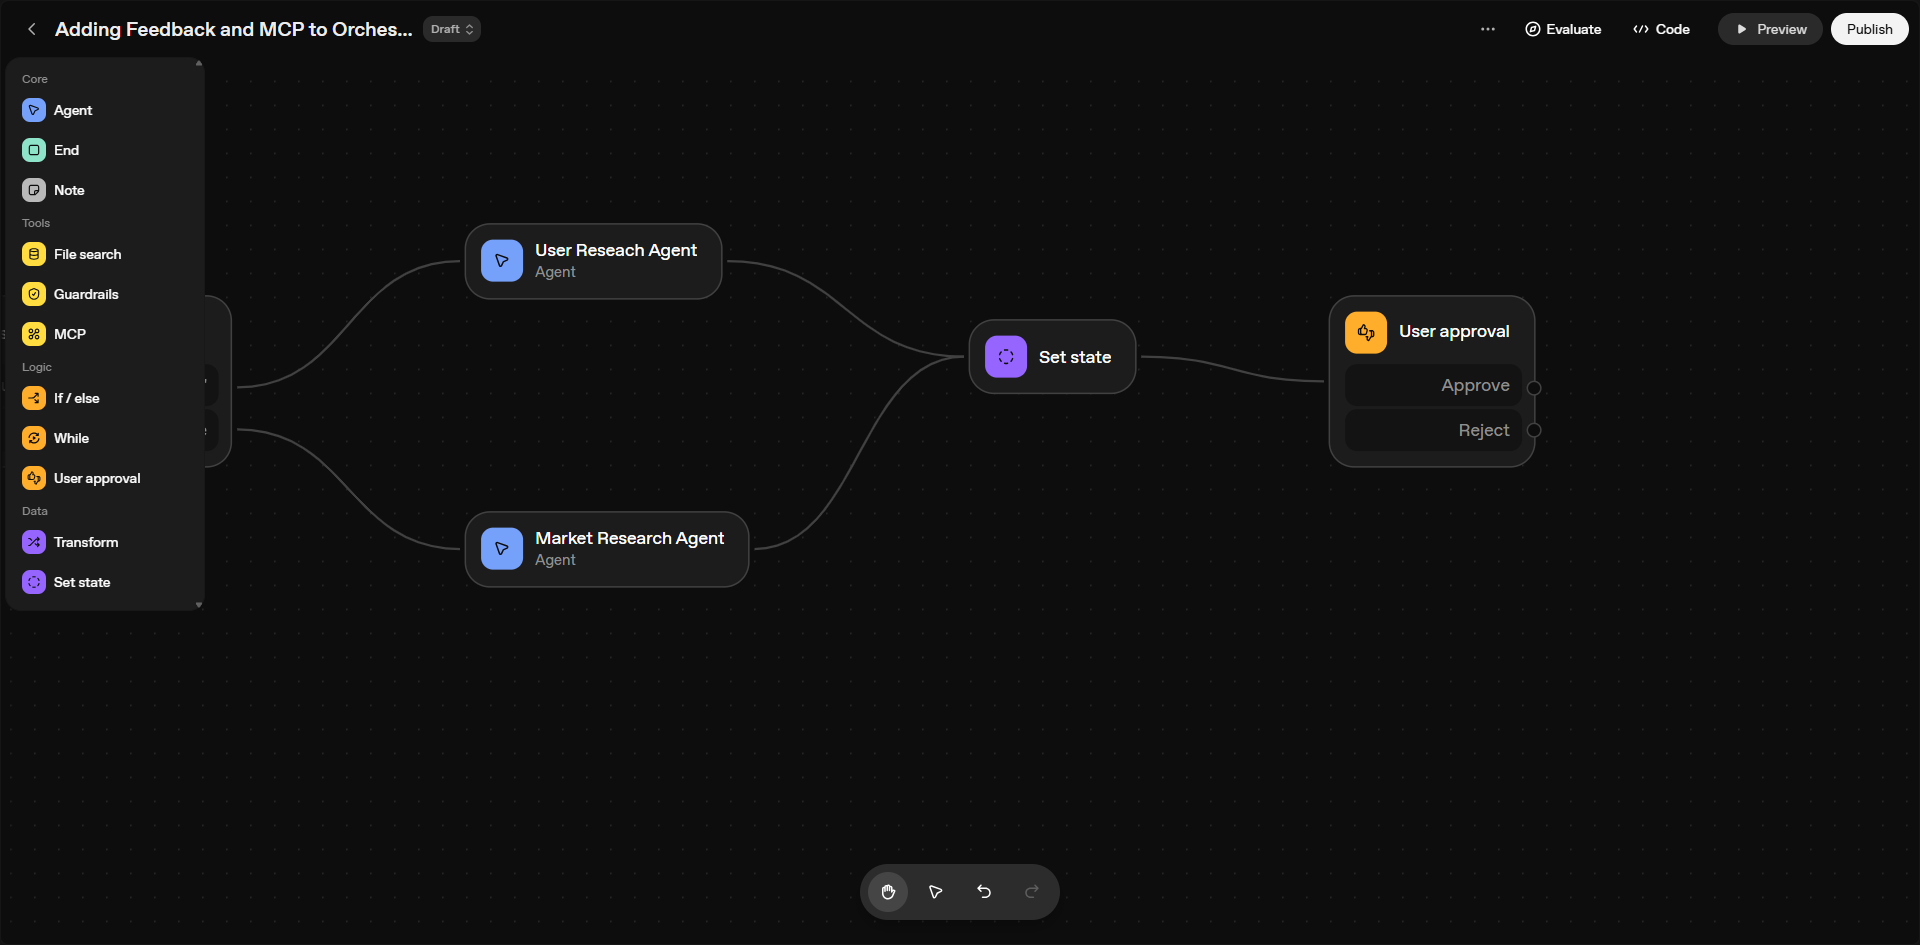 Adding Feedback and MCP to Orches...
Draft
Evaluate
Code
Preview
Publish
Core
Agent
End
Note
Tools
File search
Guardrails
MCP
Logic
If / else
While
User approval
Data
Transform
Set state
User Reseach Agent
Agent
Market Research Agent
Agent
Set state
User approval
Approve
Reject